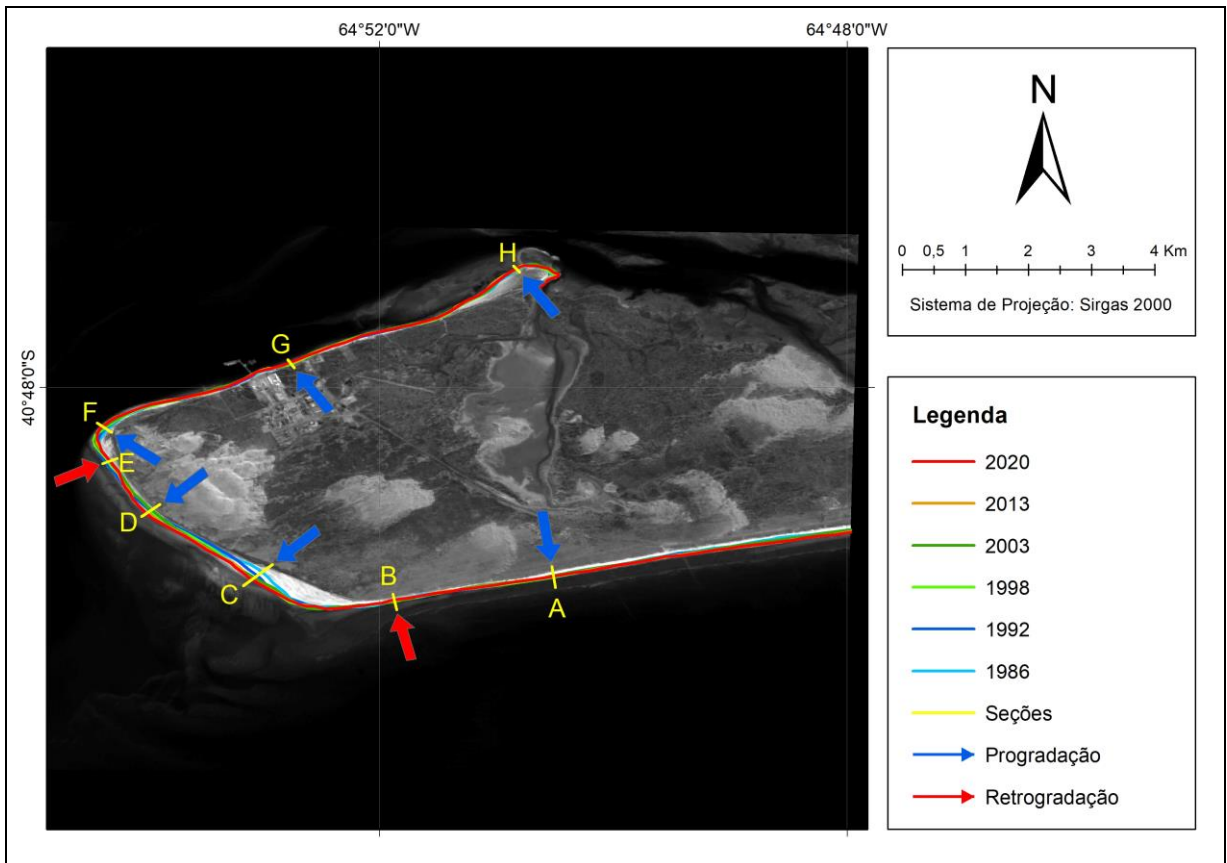 64°52'0"W
64°48'0"W
40°48'0"S
H
G
F
E
D
C
B
A
N
0 0,5 1 2 3 4 Km
Sistema de Projeção: Sirgas 2000
Legenda
2020
2013
2003
1998
1992
1986
Seções
Progradação
Retrogradação